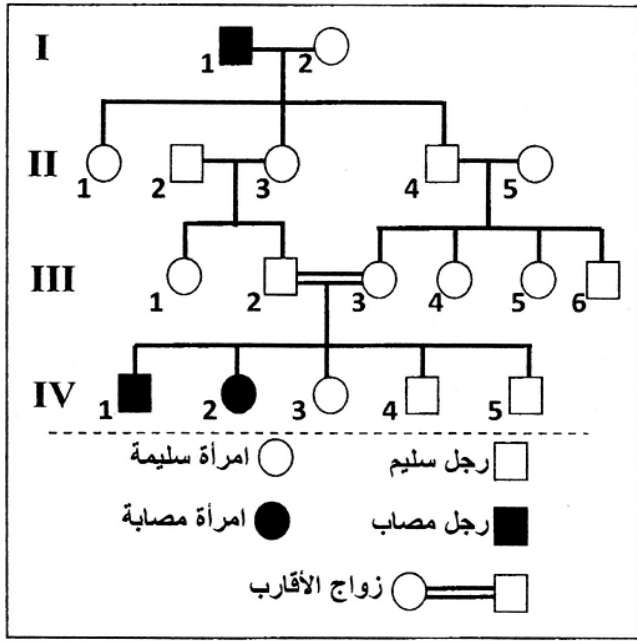 I
1 2
II
1 2 3 4 5
III
1 2 3 4 5 6
IV
1 2 3 4 5
رجل سليم امرأة سليمة
رجل مصاب امرأة مصابة
زواج الأقارب